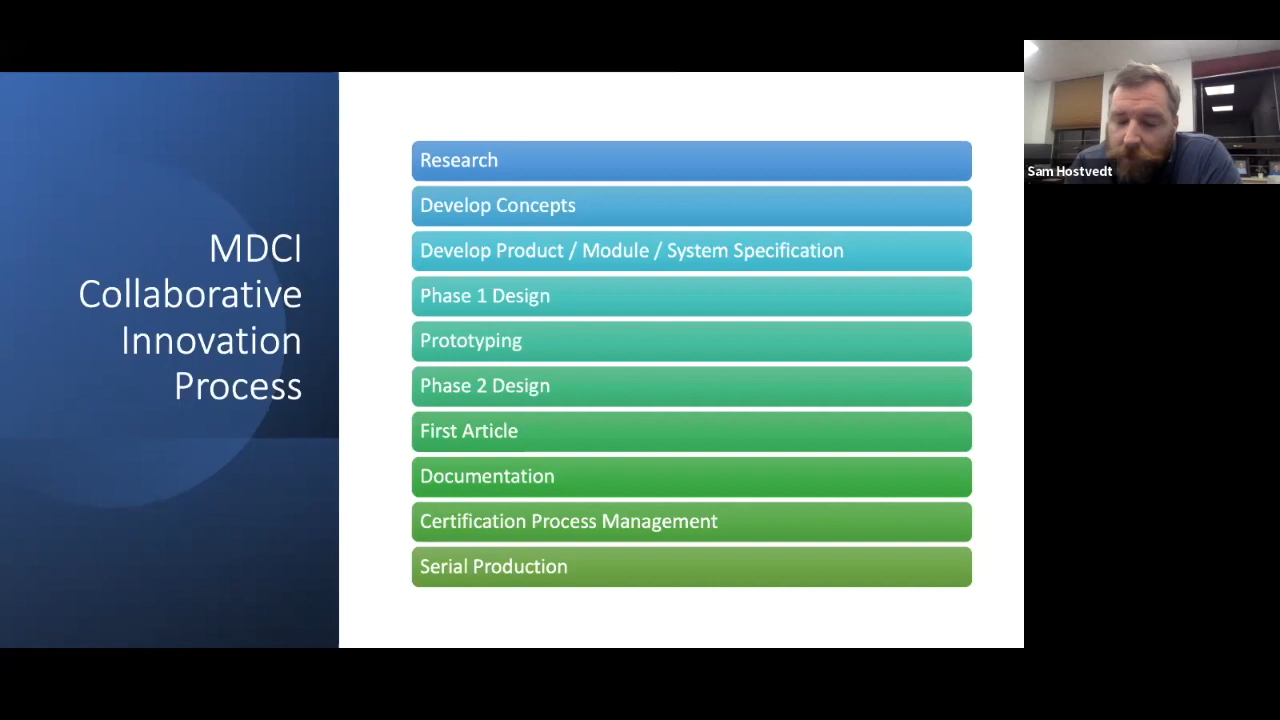 MDCI
Collaborative
Innovation
Process
Research
Develop Concepts
Develop Product / Module / System Specification
Phase 1 Design
Prototyping
Phase 2 Design
First Article
Documentation
Certification Process Management
Serial Production
Sam Hostvedt